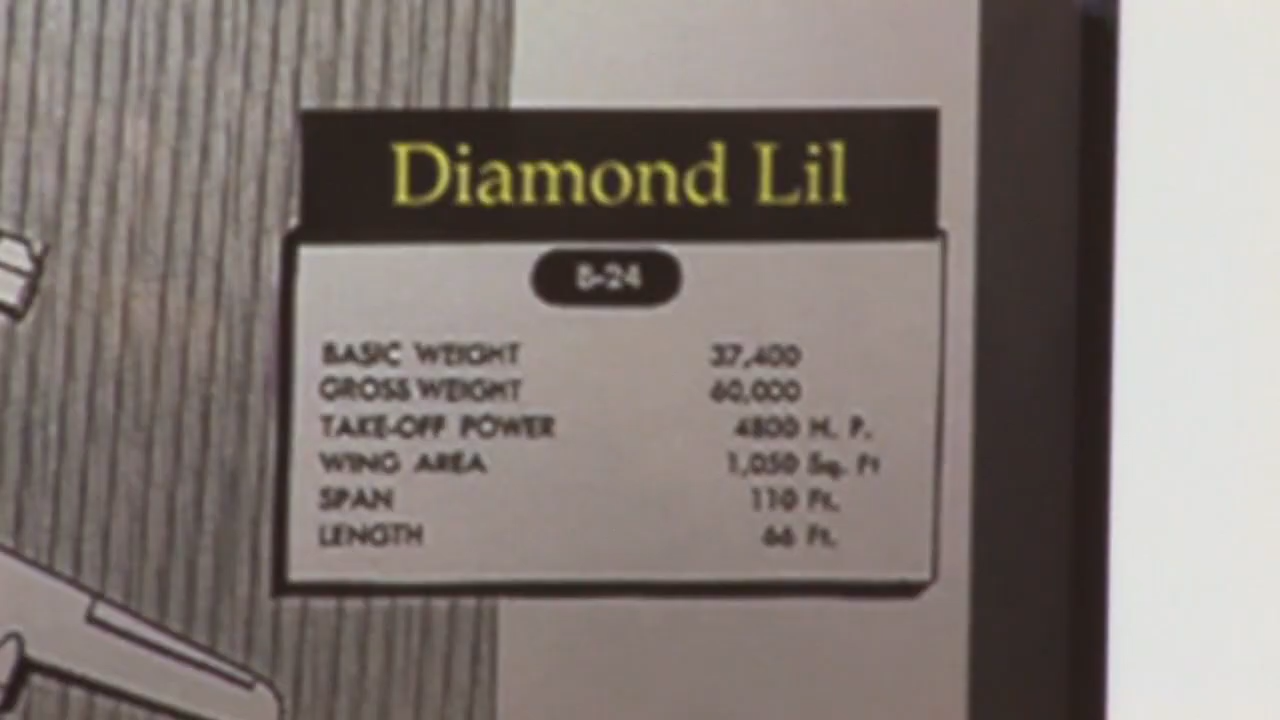 Diamond Lil
B-24
BASIC WEIGHT 37,400
GROSS WEIGHT 60,000
TAKE-OFF POWER 4800 H. P.
WING AREA 1,050 Sq. Ft
SPAN 110 Ft.
LENGTH 66 Ft.